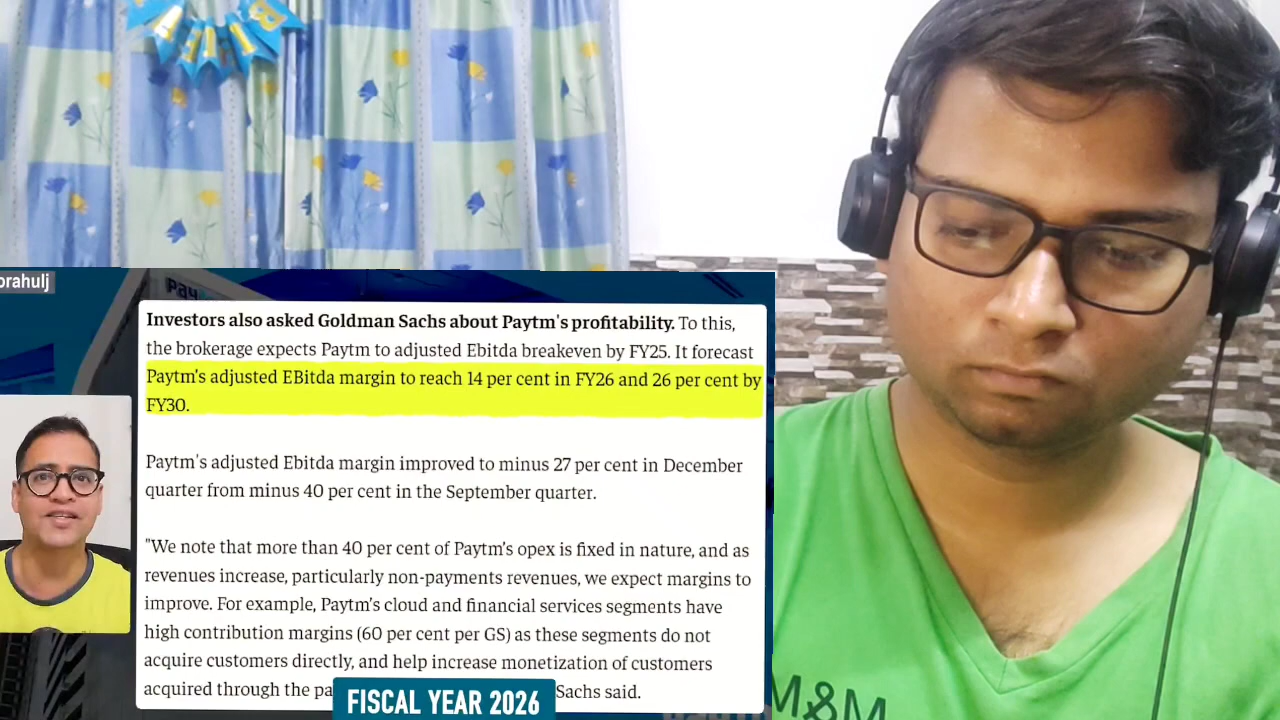 orahulj
Investors also asked Goldman Sachs about Paytm's profitability. To this,
the brokerage expects Paytm to adjusted Ebitda breakeven by FY25. It forecast
Paytm's adjusted EBitda margin to reach 14 per cent in FY26 and 26 per cent by
FY30.
Paytm's adjusted Ebitda margin improved to minus 27 per cent in December
quarter from minus 40 per cent in the September quarter.
"We note that more than 40 per cent of Paytm's opex is fixed in nature, and as
revenues increase, particularly non-payments revenues, we expect margins to
improve. For example, Paytm's cloud and financial services segments have
high contribution margins (60 per cent per GS) as these segments do not
acquire customers directly, and help increase monetization of customers
acquired through the pa
Sachs said.
FISCAL YEAR 2026
M&M